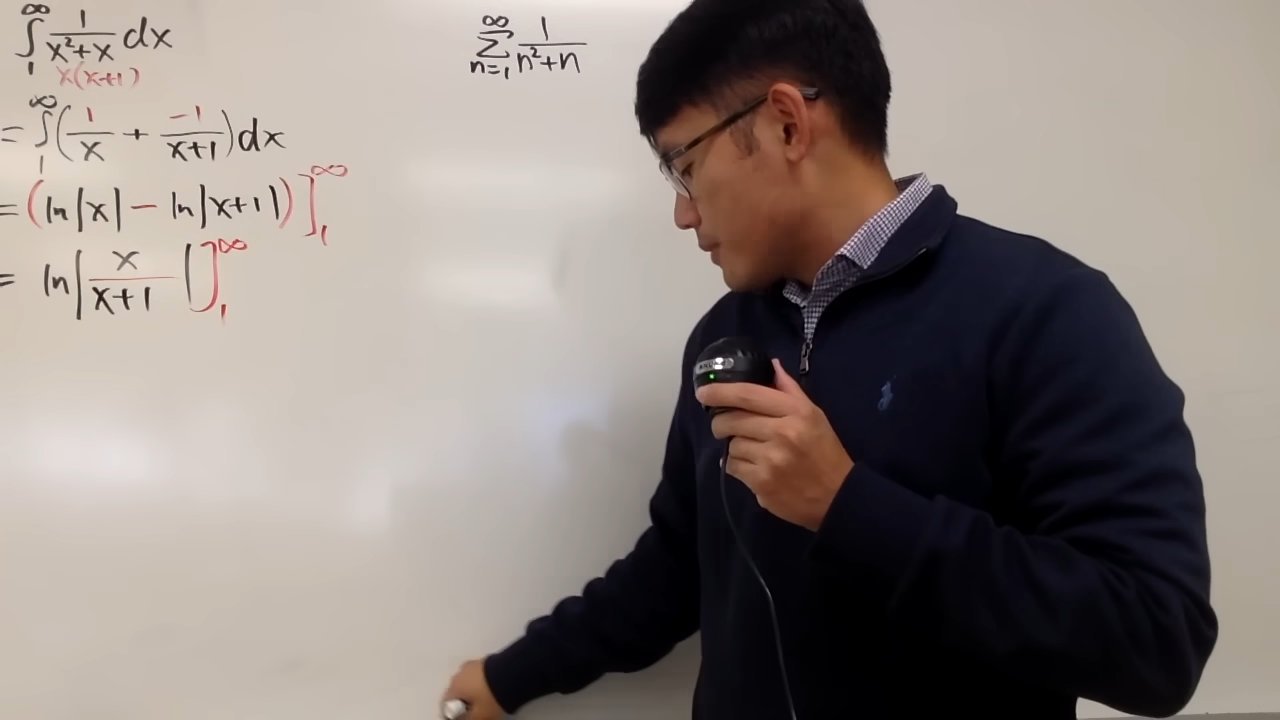 ∫₁^∞ 1/(x²+x) dx
x(x+1)
= ∫₁^∞ (1/x + -1/(x+1)) dx
= (ln|x| - ln|x+1|)]₁^∞
= ln|x/(x+1)|]₁^∞
∑_{n=1}^∞ 1/(n²+n)